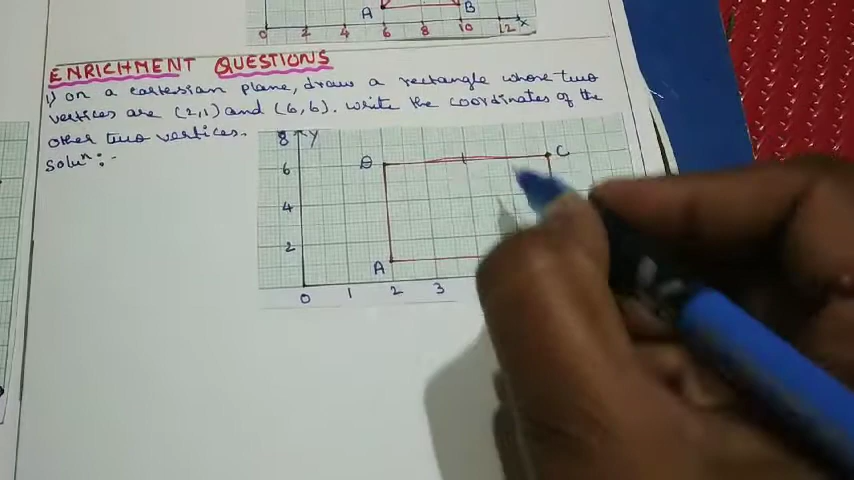 A B
0 2 4 6 8 10 12 x
ENRICHMENT QUESTIONS
1) on a cartesian plane, draw a rectangle whose two
vertices are (2,1) and (6,6). write the coordinates of the
other two vertices.
Soluⁿ:-
8 Y
D C
6
4
2
A
0 1 2 3